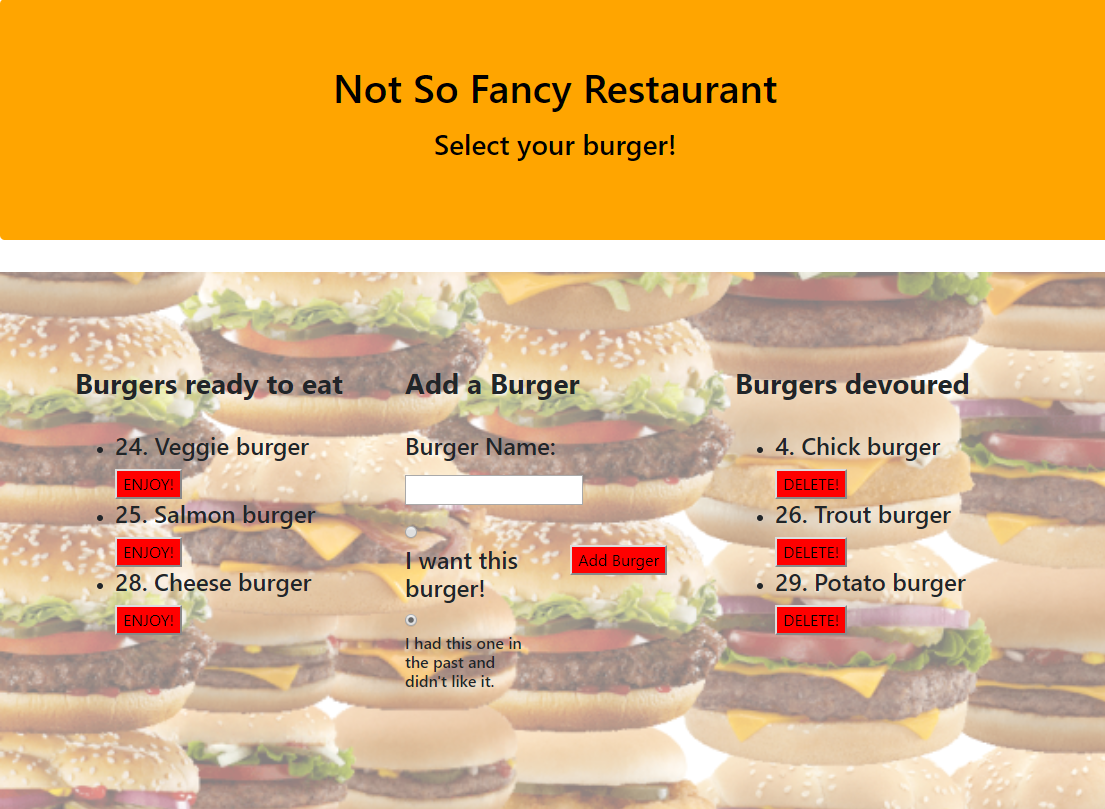 Not So Fancy Restaurant
Select your burger!
Burgers ready to eat
24. Veggie burger
ENJOY!
25. Salmon burger
ENJOY!
28. Cheese burger
ENJOY!
Add a Burger
Burger Name:
I want this
burger!
Add Burger
I had this one in
the past and
didn't like it.
Burgers devoured
4. Chick burger
DELETE!
26. Trout burger
DELETE!
29. Potato burger
DELETE!